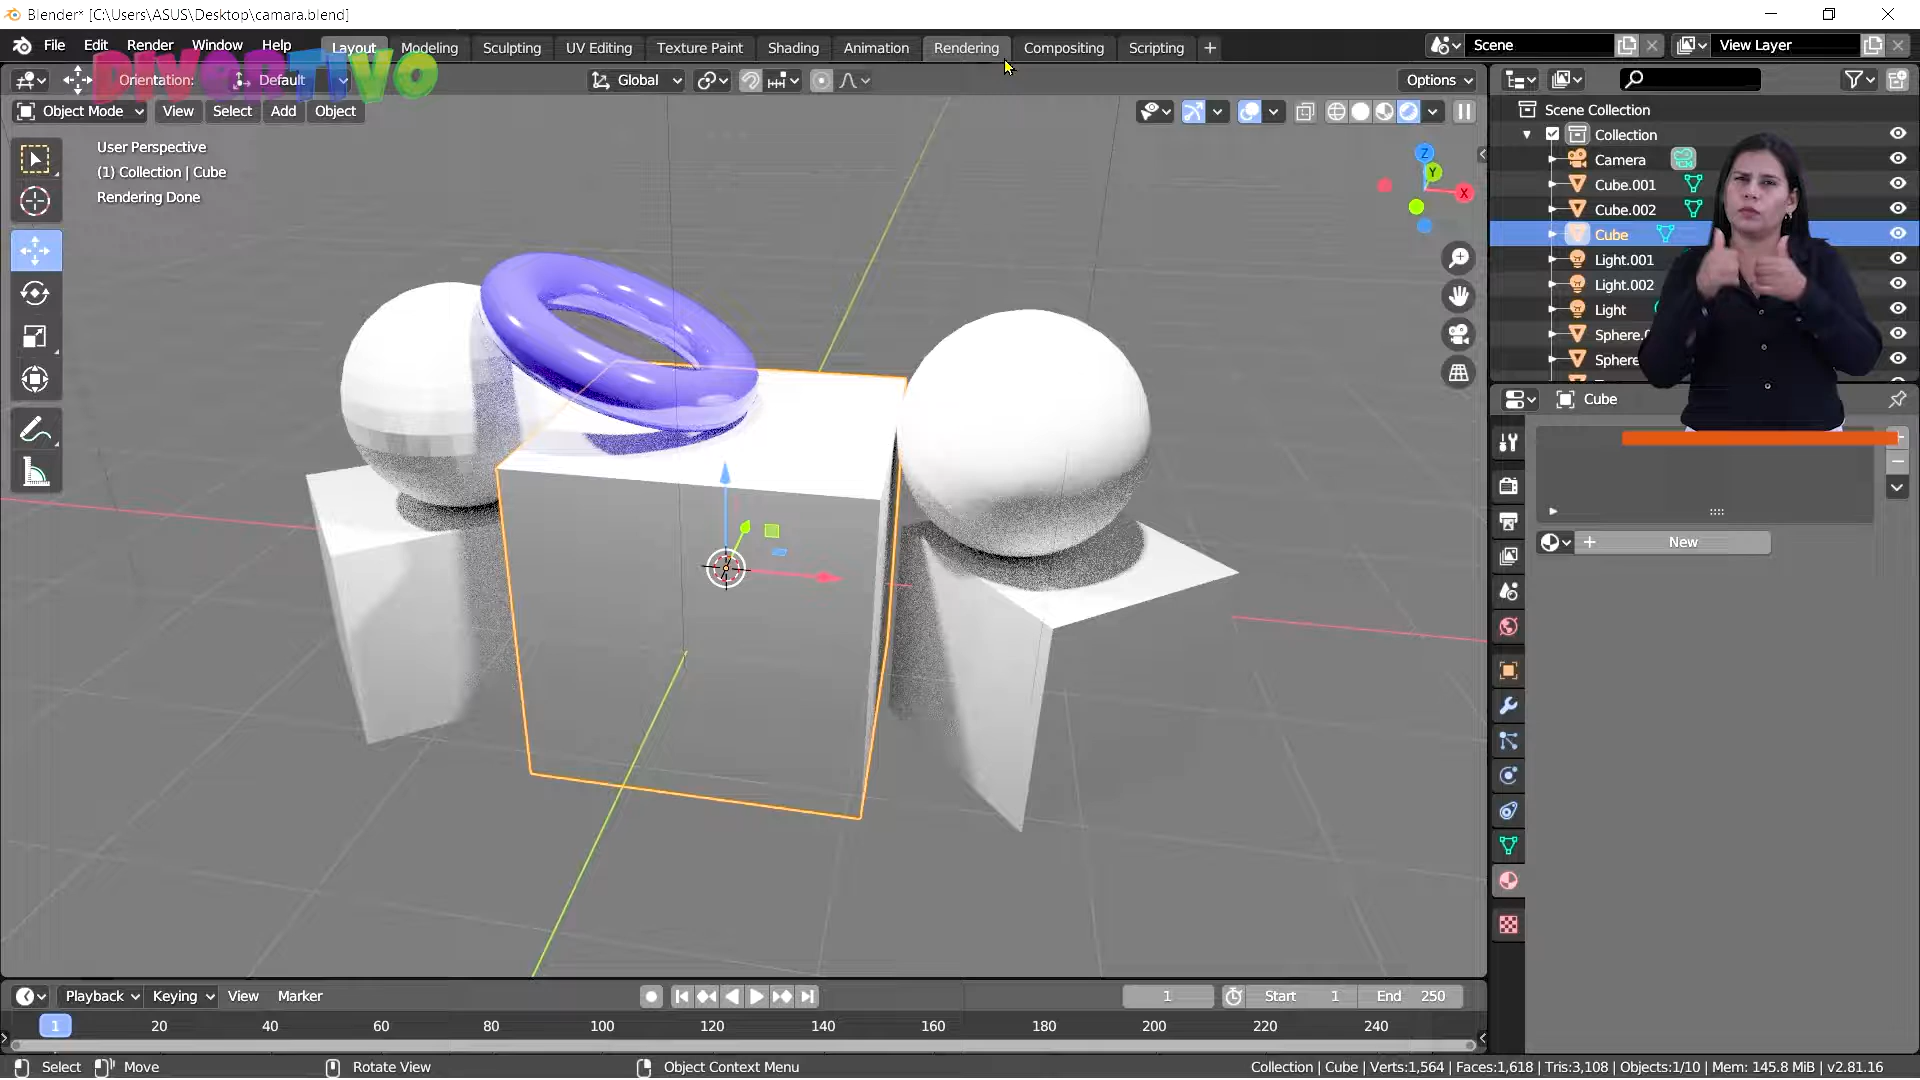 Blender* [C:\Users\ASUS\Desktop\camara.blend]
File Edit Render Window Help Layout Modeling Sculpting UV Editing Texture Paint Shading Animation Rendering Compositing Scripting Scene View Layer
DIVERTIVO
Orientation: Default Global Options
Object Mode View Select Add Object
User Perspective
(1) Collection | Cube
Rendering Done
Z
Y
X
Scene Collection
Collection
Camera
Cube.001
Cube.002
Cube
Light.001
Light.002
Light
Sphere.0
Sphere
Cube
New
Playback Keying View Marker 1 Start 1 End 250
1 20 40 60 80 100 120 140 160 180 200 220 240
Select Move Rotate View Object Context Menu Collection | Cube | Verts:1,564 | Faces:1,618 | Tris:3,108 | Objects:1/10 | Mem: 145.8 MiB | v2.81.16